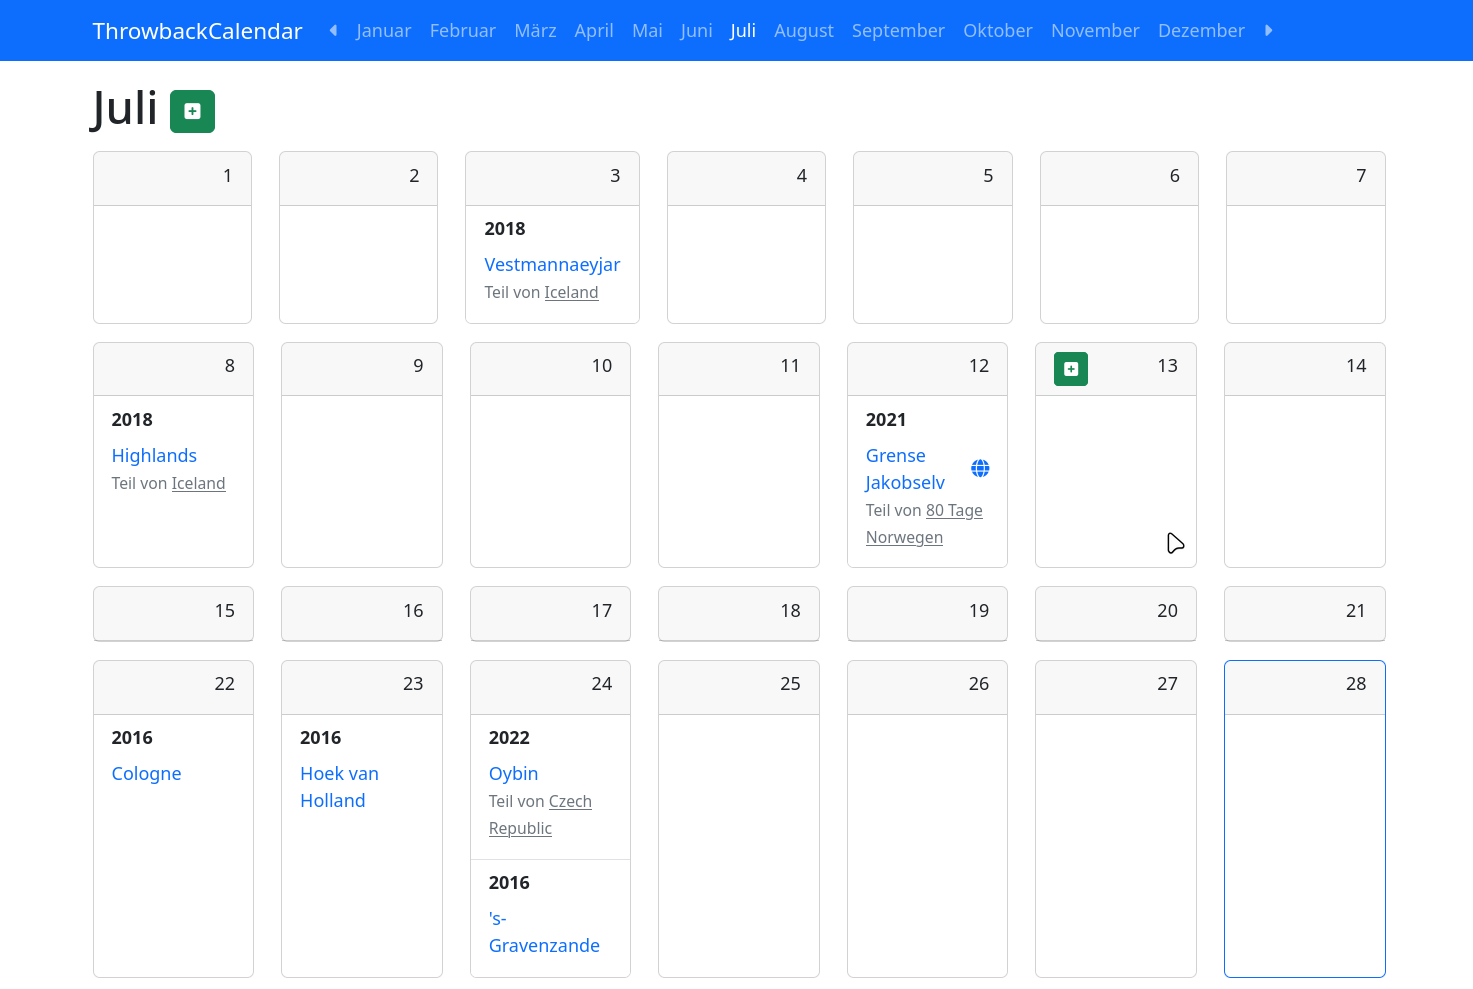 ThrowbackCalendar Januar Februar März April Mai Juni Juli August September Oktober November Dezember
Juli
1 2 3 4 5 6 7
2018
Vestmannaeyjar
Teil von Iceland
8 9 10 11 12 13 14
2018
Highlands
Teil von Iceland
2021
Grense
Jakobselv
Teil von 80 Tage
Norwegen
15 16 17 18 19 20 21
22 23 24 25 26 27 28
2016
Cologne
2016
Hoek van
Holland
2022
Oybin
Teil von Czech
Republic
2016
's-
Gravenzande